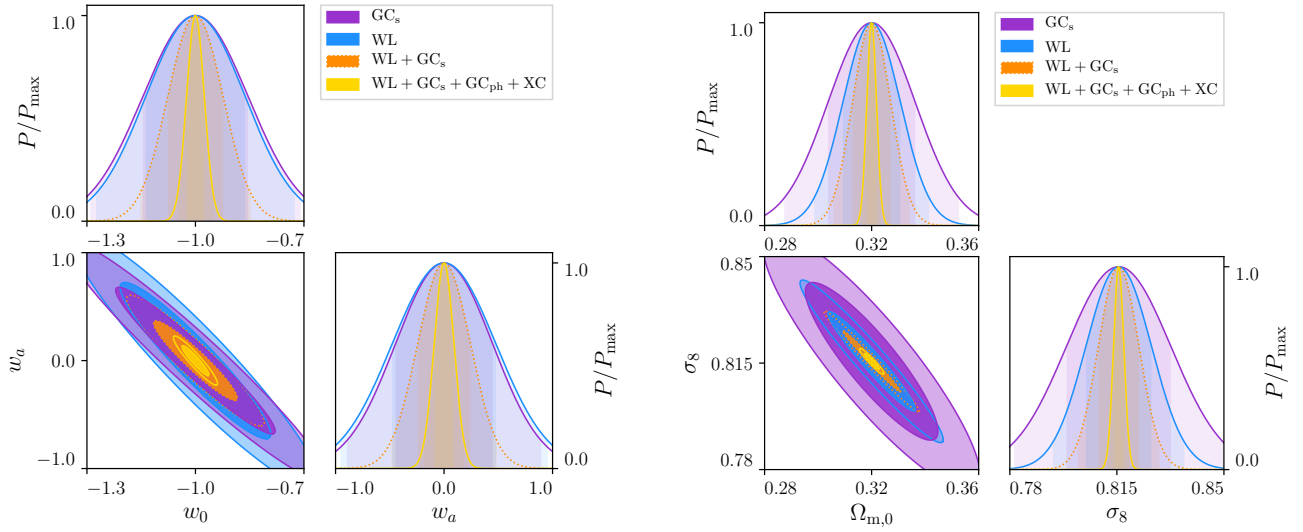 1.0
P/P_max
0.0
−1.3
−1.0
−0.7
GC_s
WL
WL + GC_s
WL + GC_s + GC_ph + XC
1.0
w_a
0.0
−1.0
−1.3
−1.0
−0.7
w_0
−1.0
0.0
1.0
w_a
1.0
P/P_max
0.0
1.0
P/P_max
0.0
0.28
0.32
0.36
GC_s
WL
WL + GC_s
WL + GC_s + GC_ph + XC
0.85
σ_8
0.815
0.78
0.28
0.32
0.36
Ω_m,0
0.78
0.815
0.85
σ_8
1.0
P/P_max
0.0